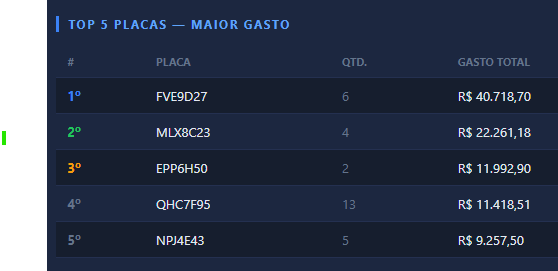 TOP 5 PLACAS — MAIOR GASTO
# PLACA QTD. GASTO TOTAL
1º FVE9D27 6 R$ 40.718,70
2º MLX8C23 4 R$ 22.261,18
3º EPP6H50 2 R$ 11.992,90
4º QHC7F95 13 R$ 11.418,51
5º NPJ4E43 5 R$ 9.257,50